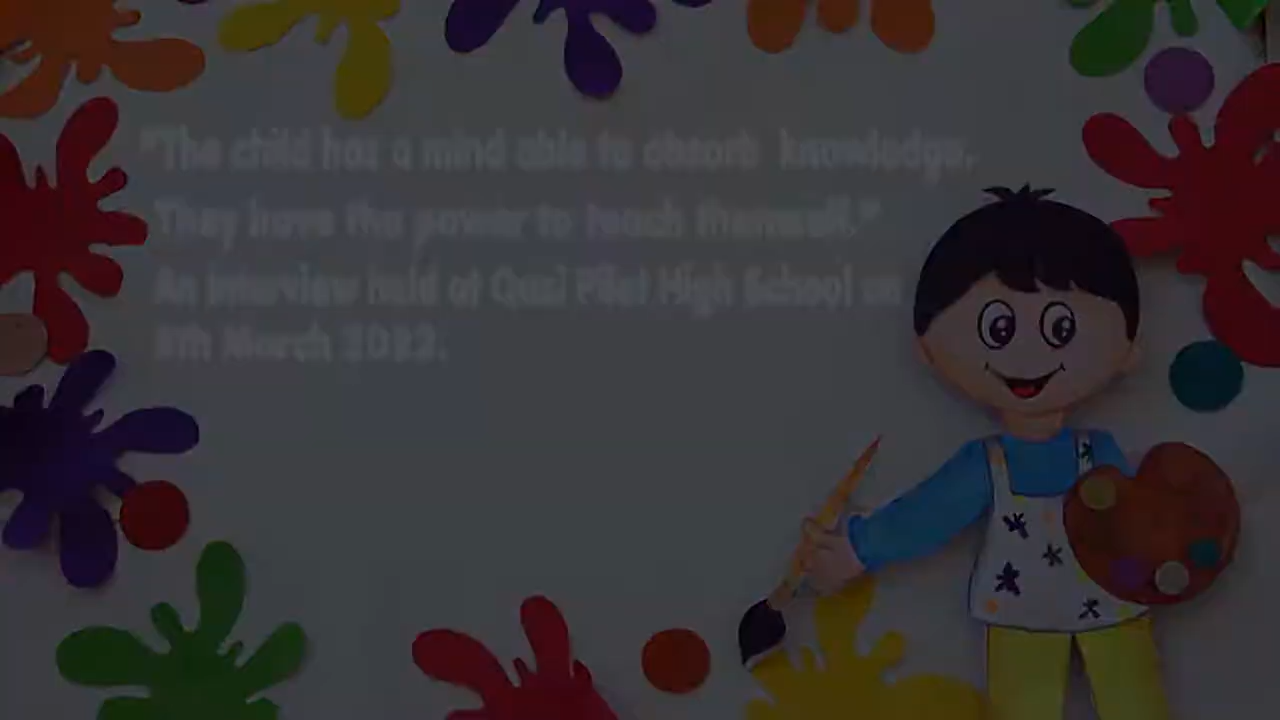 "The child has a mind able to absorb knowledge.
They have the power to teach themself."
An interview held at Quai Pilot High School on
8th March 2022.